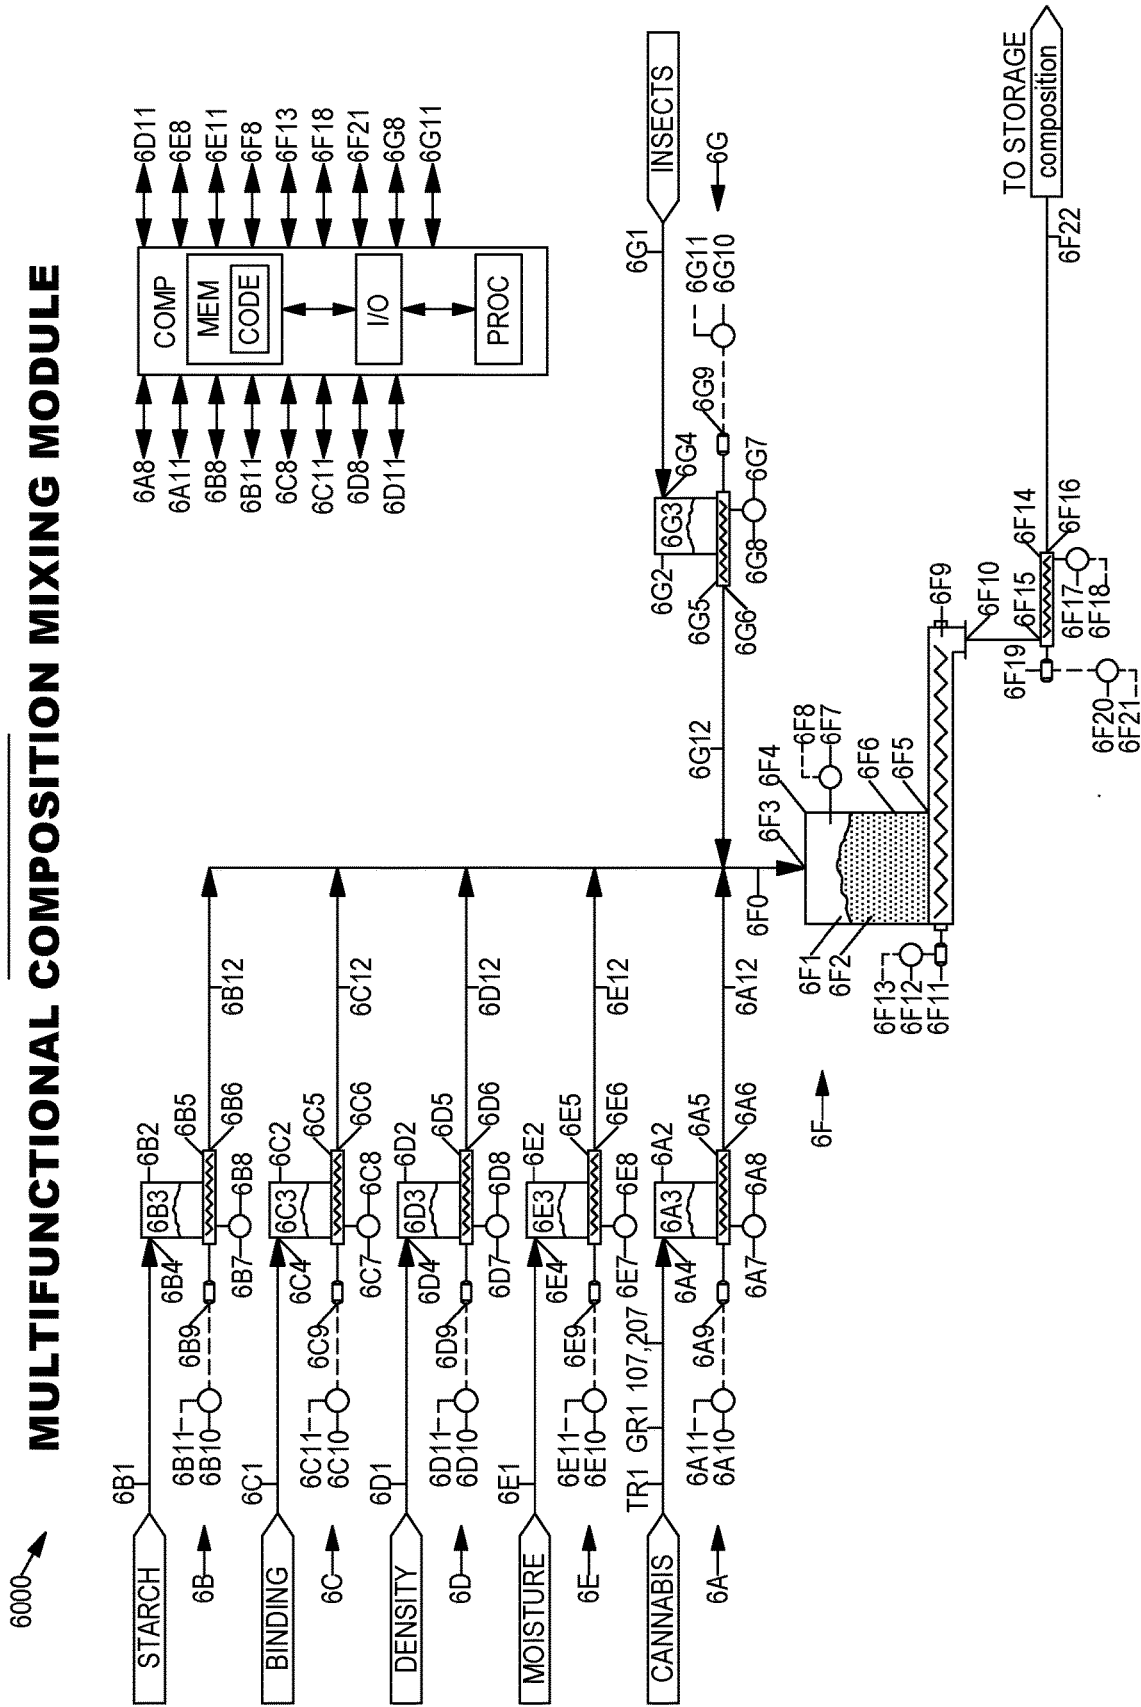 6000
MULTIFUNCTIONAL COMPOSITION MIXING MODULE
STARCH
6B1
6B
6B11
6B10
6B9
6B4
6B3
6B2
6B5
6B6
6B7
6B8
6B12
BINDING
6C1
6C
6C11
6C10
6C9
6C4
6C3
6C2
6C5
6C6
6C7
6C8
6C12
DENSITY
6D1
6D
6D11
6D10
6D9
6D4
6D3
6D2
6D5
6D6
6D7
6D8
6D12
MOISTURE
6E1
6E
6E11
6E10
6E9
6E4
6E3
6E2
6E5
6E6
6E7
6E8
6E12
CANNABIS
TR1 GR1 107,207
6A
6A11
6A10
6A9
6A4
6A3
6A2
6A5
6A6
6A7
6A8
6A12
6A8
6A11
6B8
6B11
6C8
6C11
6D8
6D11
COMP
MEM
CODE
I/O
PROC
6D11
6E8
6E11
6F8
6F13
6F18
6F21
6G8
6G11
INSECTS
6G1
6G
6G11
6G10
6G9
6G4
6G3
6G2
6G5
6G6
6G7
6G8
6G12
6F0
6F
6F1
6F2
6F3
6F4
6F8
6F7
6F6
6F5
6F13
6F12
6F11
6F9
6F10
6F19
6F15
6F14
6F16
6F17
6F18
6F20
6F21
6F22
TO STORAGE
composition